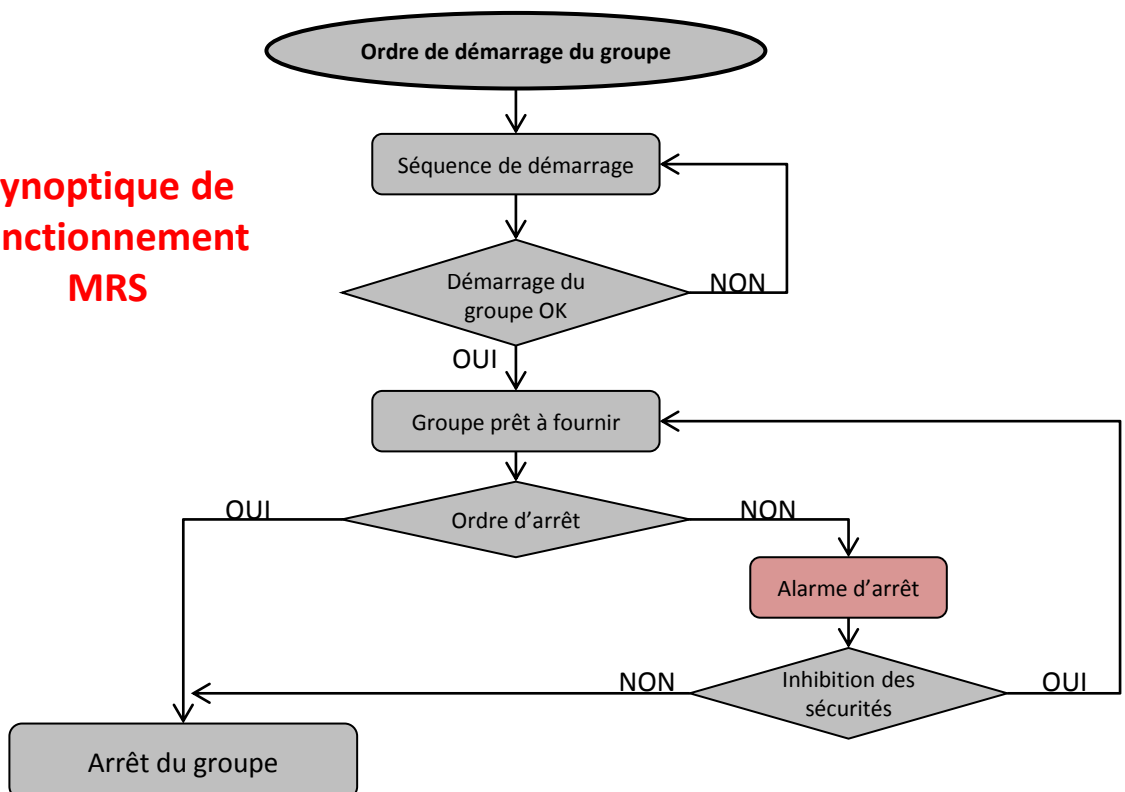 Ordre de démarrage du groupe
Séquence de démarrage
ynoptique de
nctionnement
MRS
Démarrage du
groupe OK
NON
OUI
Groupe prêt à fournir
OUI
Ordre d’arrêt
NON
Alarme d’arrêt
NON
Inhibition des
sécurités
OUI
Arrêt du groupe